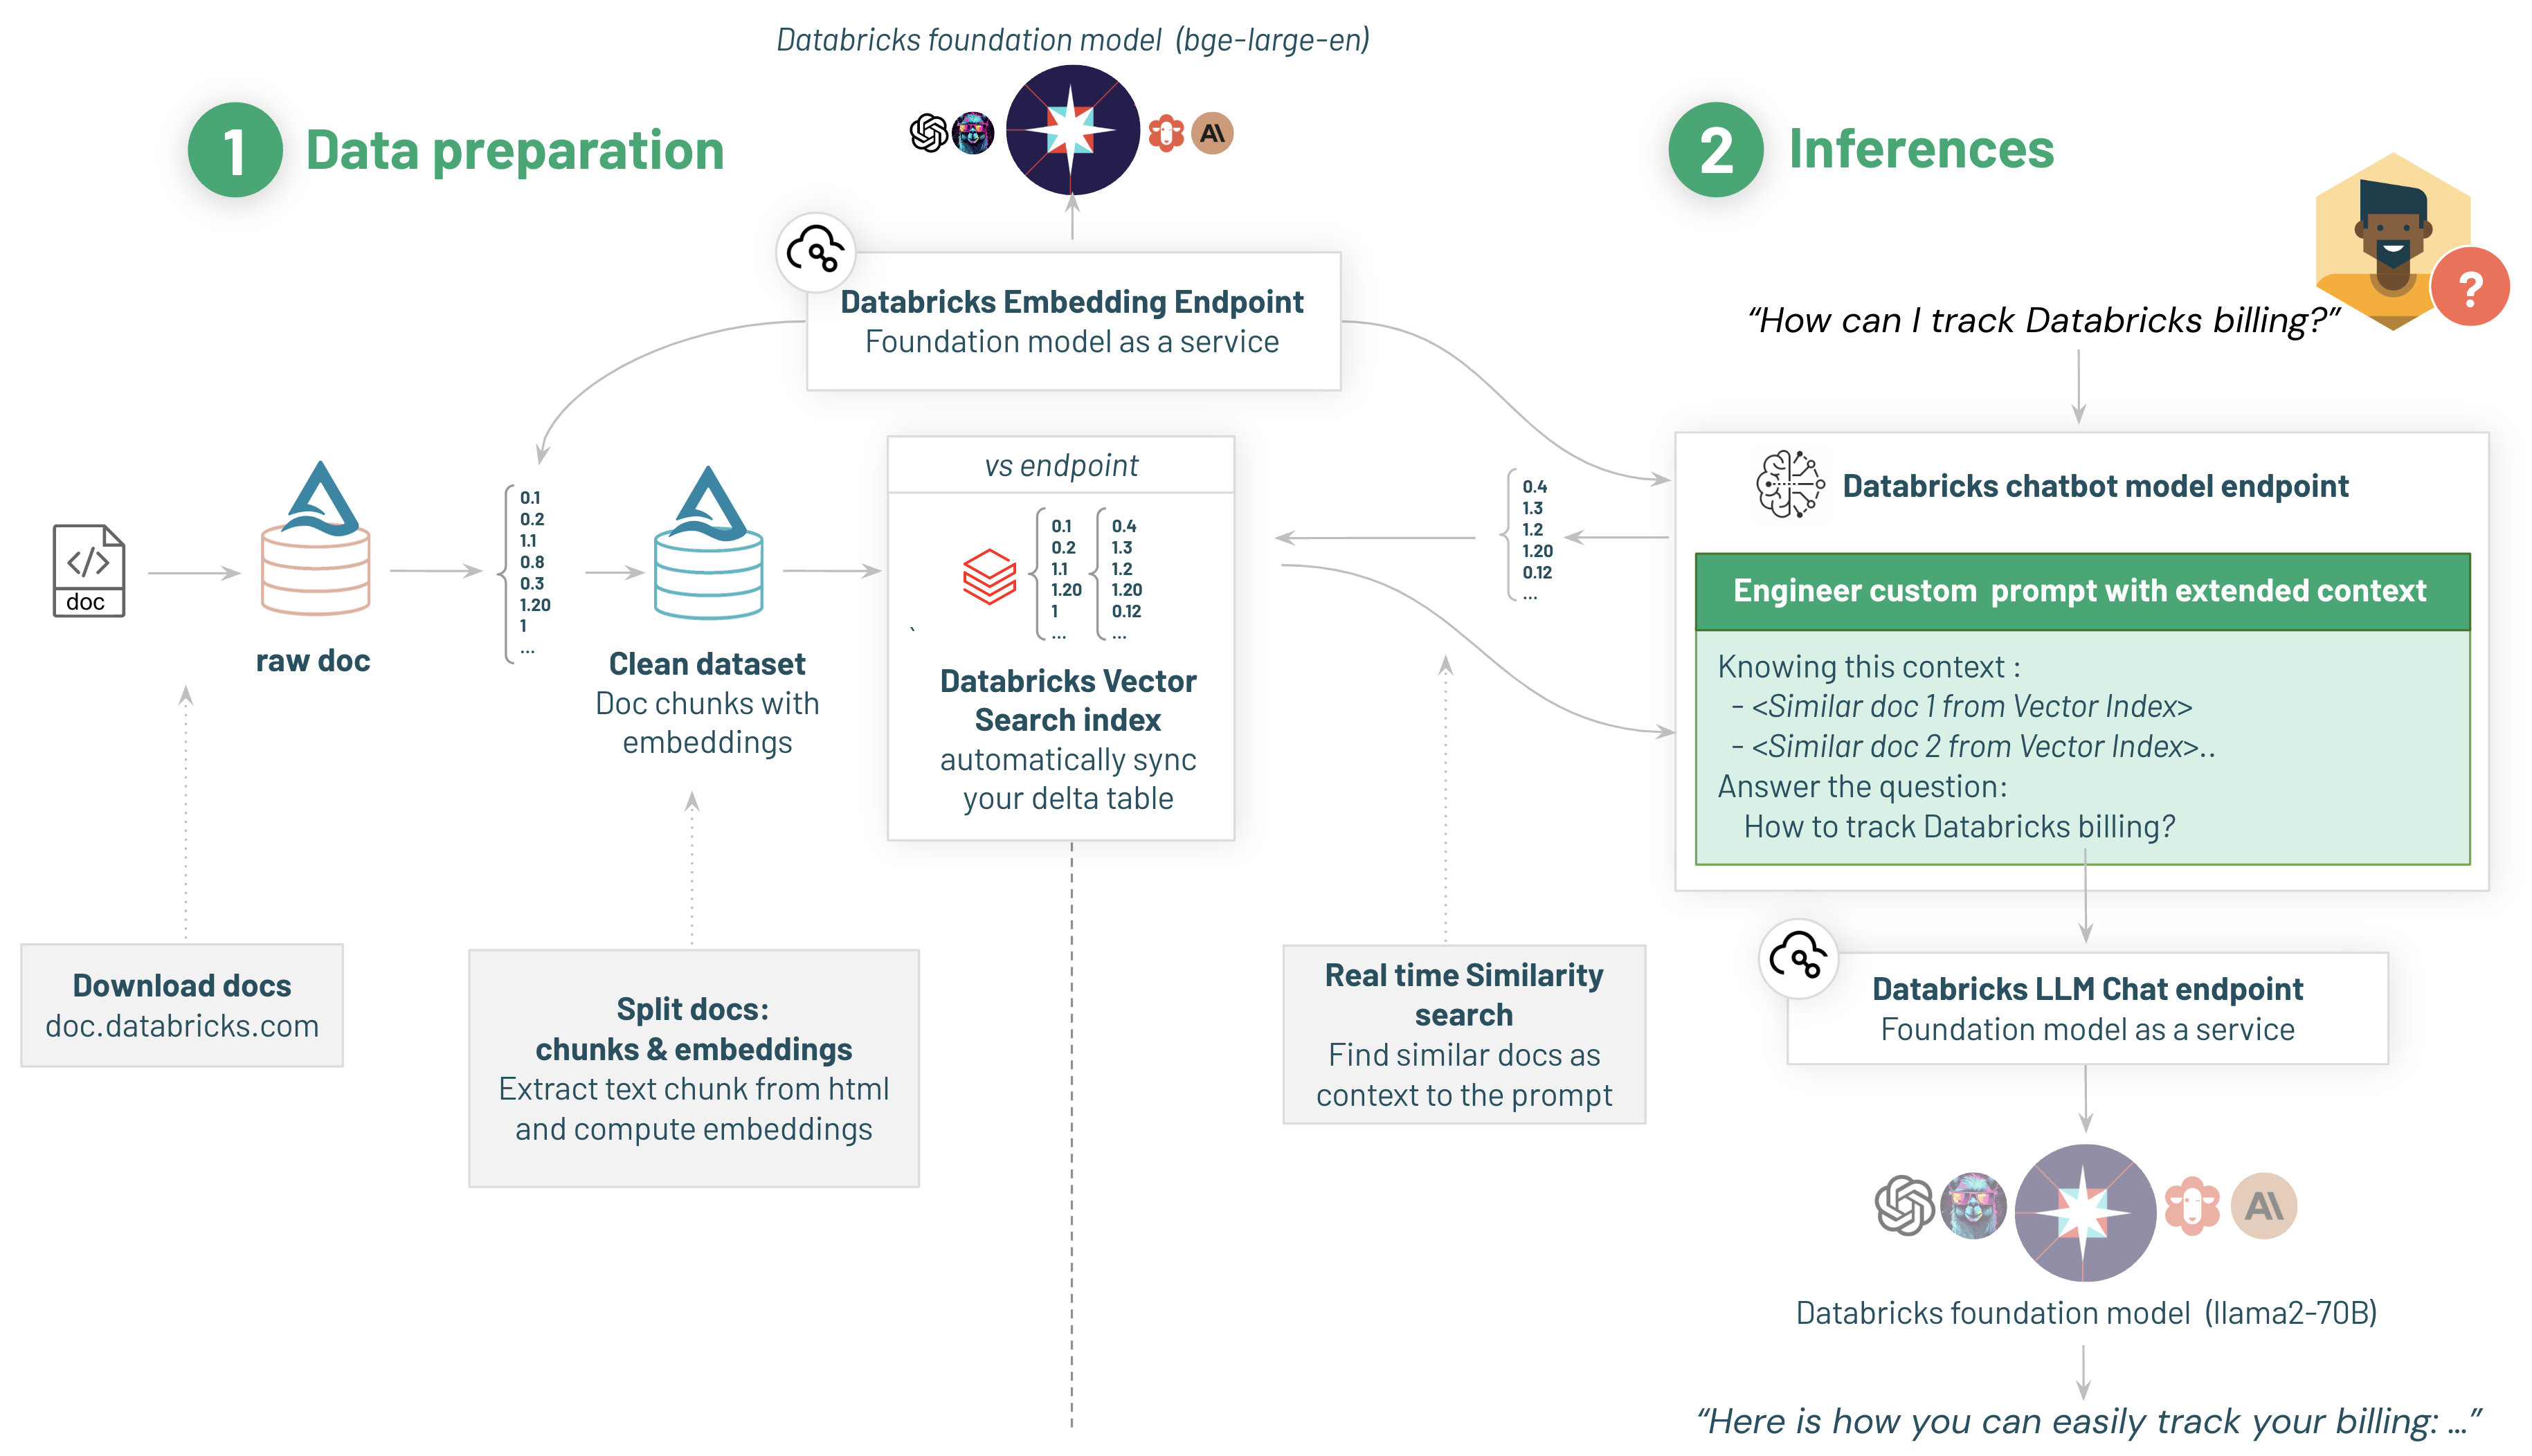 Databricks foundation model (bge-large-en)
1 Data preparation
A\
Databricks Embedding Endpoint
Foundation model as a service
</>
doc
raw doc
0.1
0.2
1.1
0.8
0.3
1.20
1
...
Clean dataset
Doc chunks with
embeddings
vs endpoint
0.1
0.2
1.1
1.20
1
...
0.4
1.3
1.2
1.20
0.12
...
`
Databricks Vector
Search index
automatically sync
your delta table
Download docs
doc.databricks.com
Split docs:
chunks & embeddings
Extract text chunk from html
and compute embeddings
2 Inferences
?
“How can I track Databricks billing?”
0.4
1.3
1.2
1.20
0.12
...
Databricks chatbot model endpoint
Engineer custom prompt with extended context
Knowing this context :
- <Similar doc 1 from Vector Index>
- <Similar doc 2 from Vector Index>..
Answer the question:
How to track Databricks billing?
Real time Similarity
search
Find similar docs as
context to the prompt
Databricks LLM Chat endpoint
Foundation model as a service
A\
Databricks foundation model (llama2-70B)
“Here is how you can easily track your billing: ...”